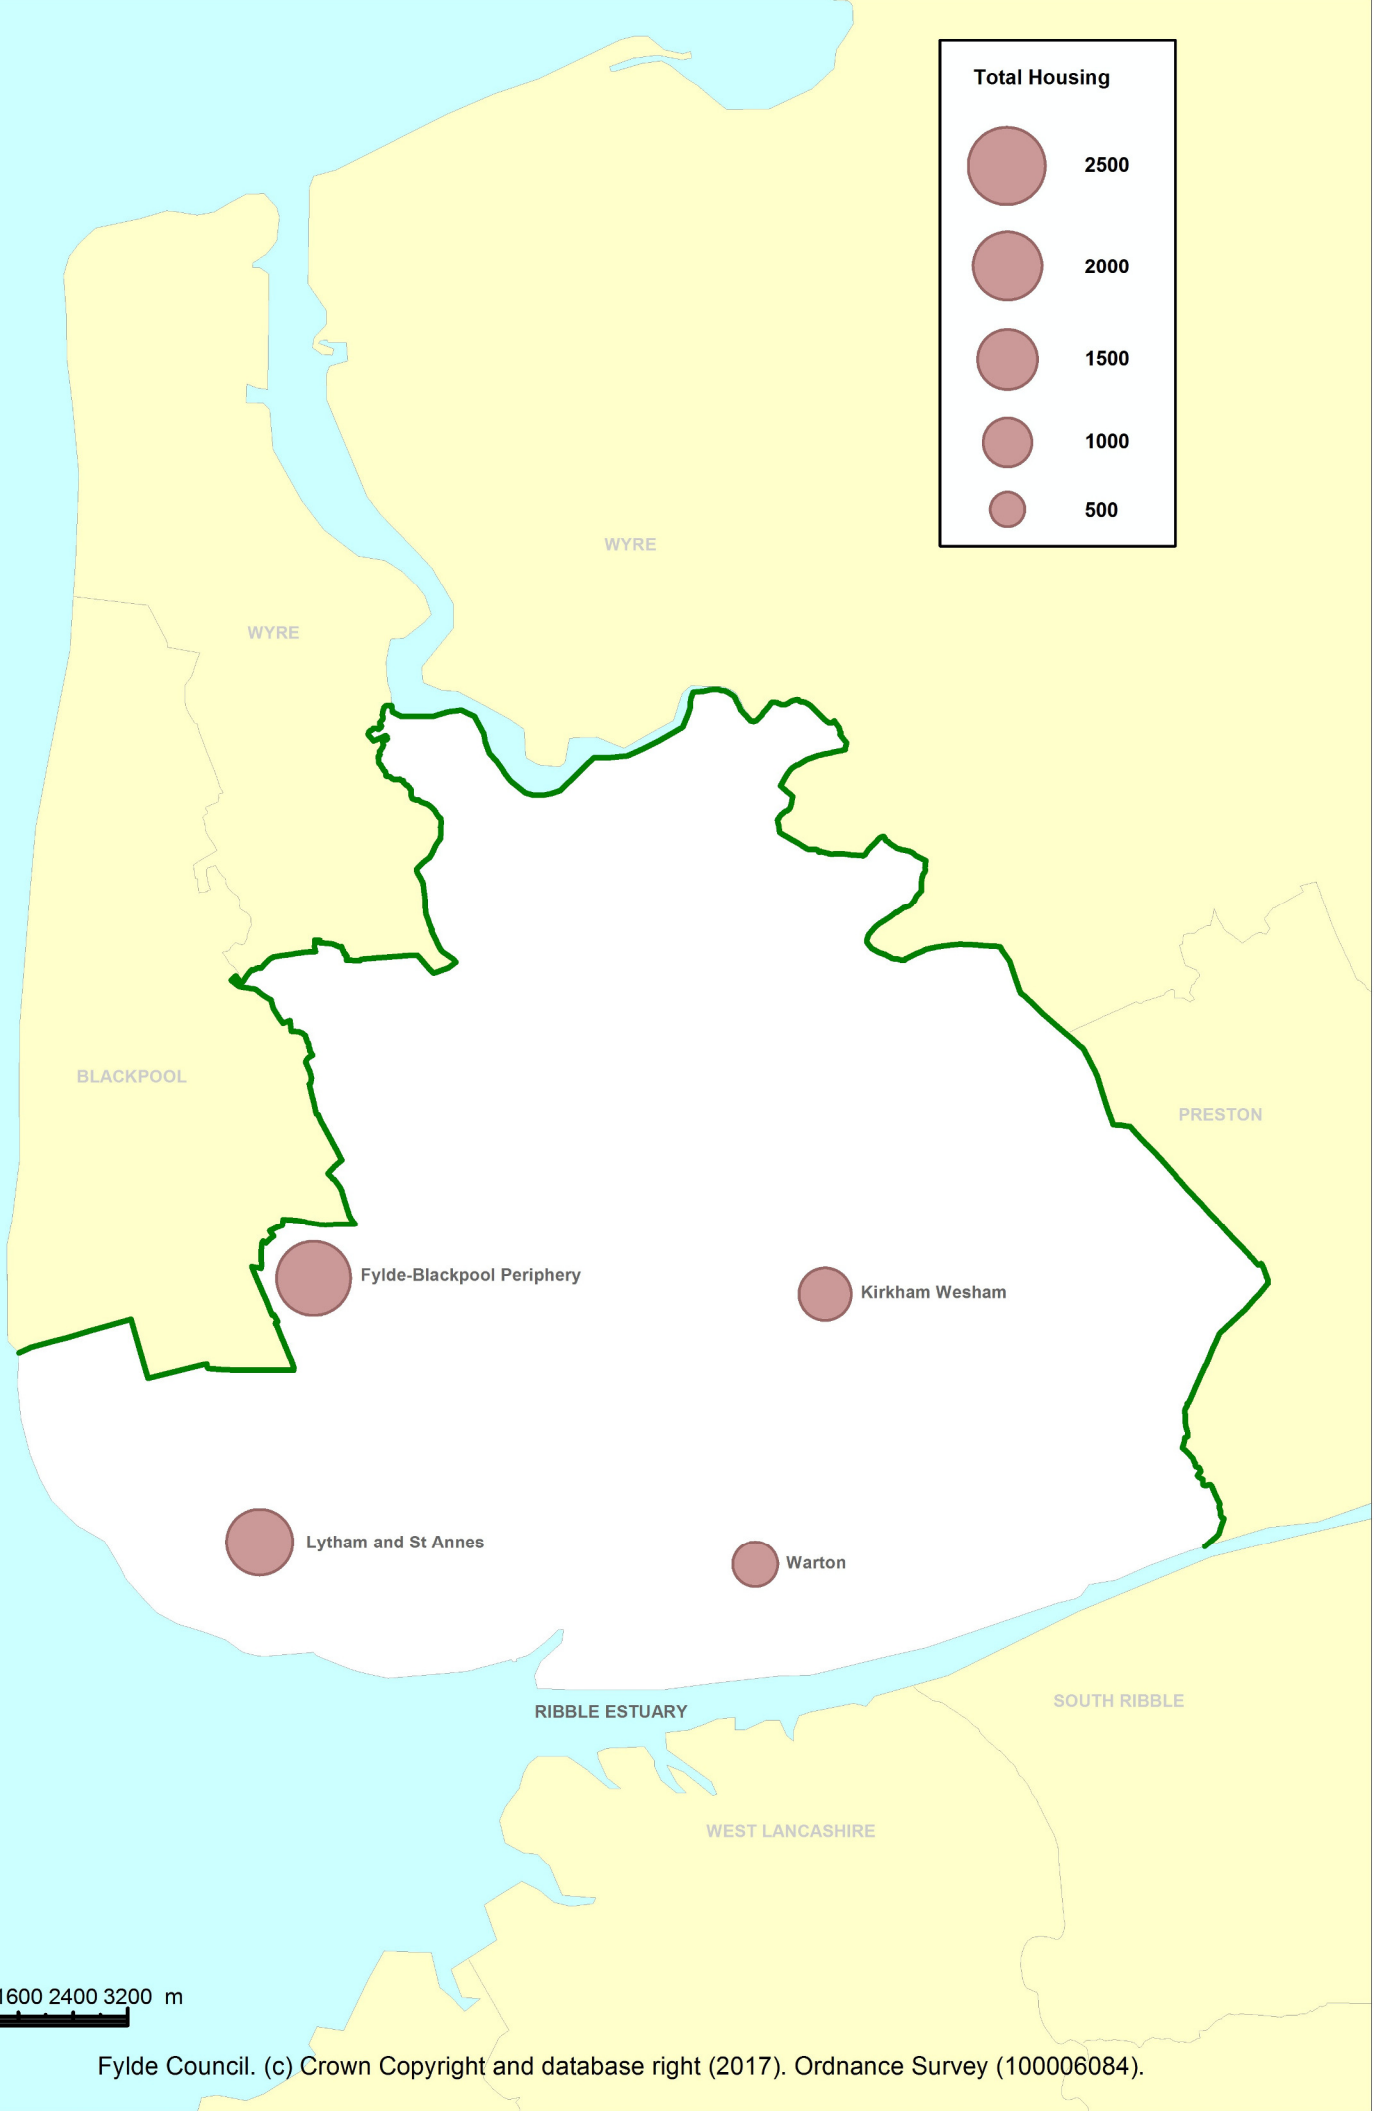 Total Housing
2500
2000
1500
1000
500
WYRE
WYRE
BLACKPOOL
PRESTON
Fylde-Blackpool Periphery
Kirkham Wesham
Lytham and St Annes
Warton
SOUTH RIBBLE
RIBBLE ESTUARY
WEST LANCASHIRE
1600 2400 3200 m
Fylde Council. (c) Crown Copyright and database right (2017). Ordnance Survey (100006084).